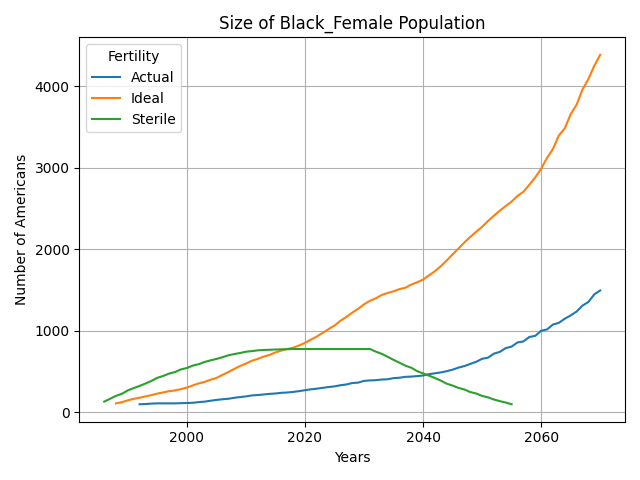 Size of Black_Female Population
Fertility
Actual
Ideal
Sterile
Number of Americans
4000
3000
2000
1000
0
2000
2020
2040
2060
Years